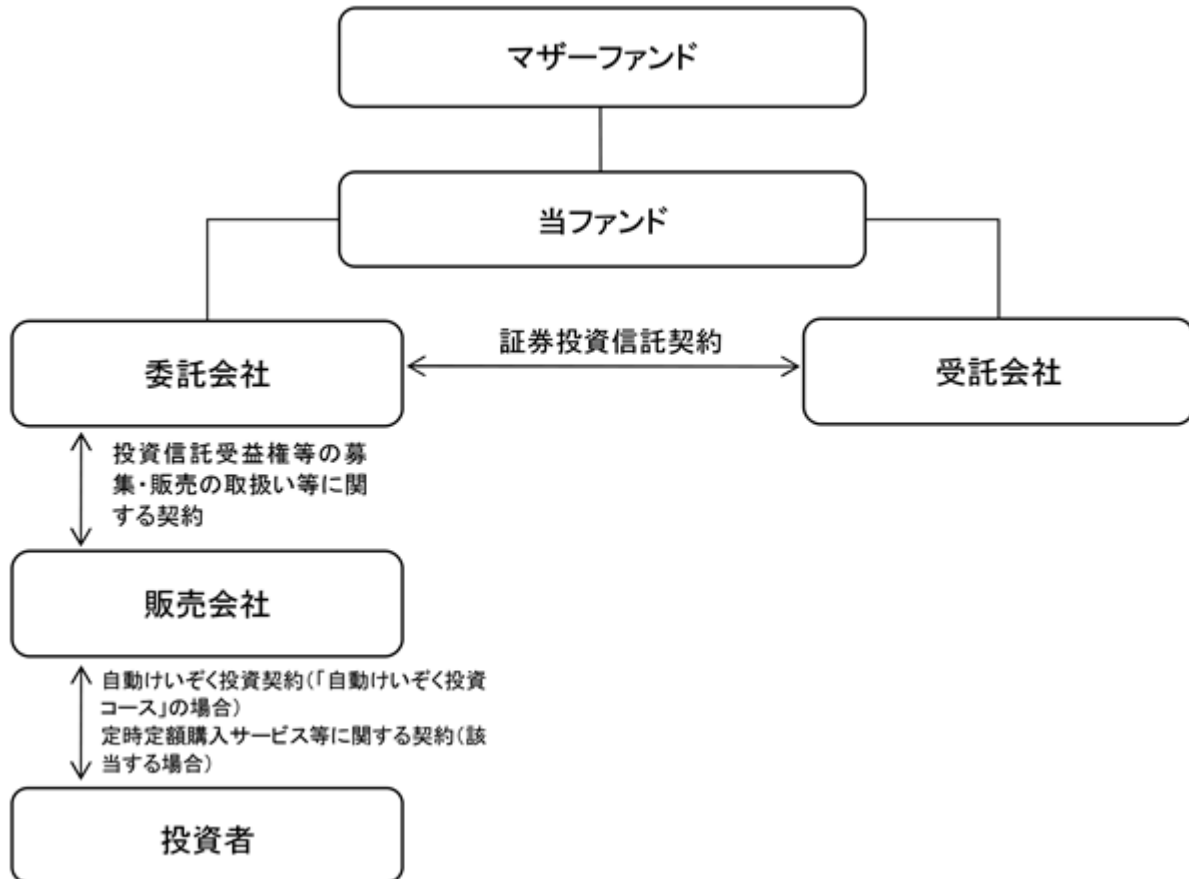 マザーファンド
当ファンド
証券投資信託契約
委託会社
受託会社
投資信託受益権等の募
集・販売の取扱い等に関
する契約
販売会社
自動けいぞく投資契約(「自動けいぞく投資
コース」の場合)
定時定額購入サービス等に関する契約(該
当する場合)
投資者